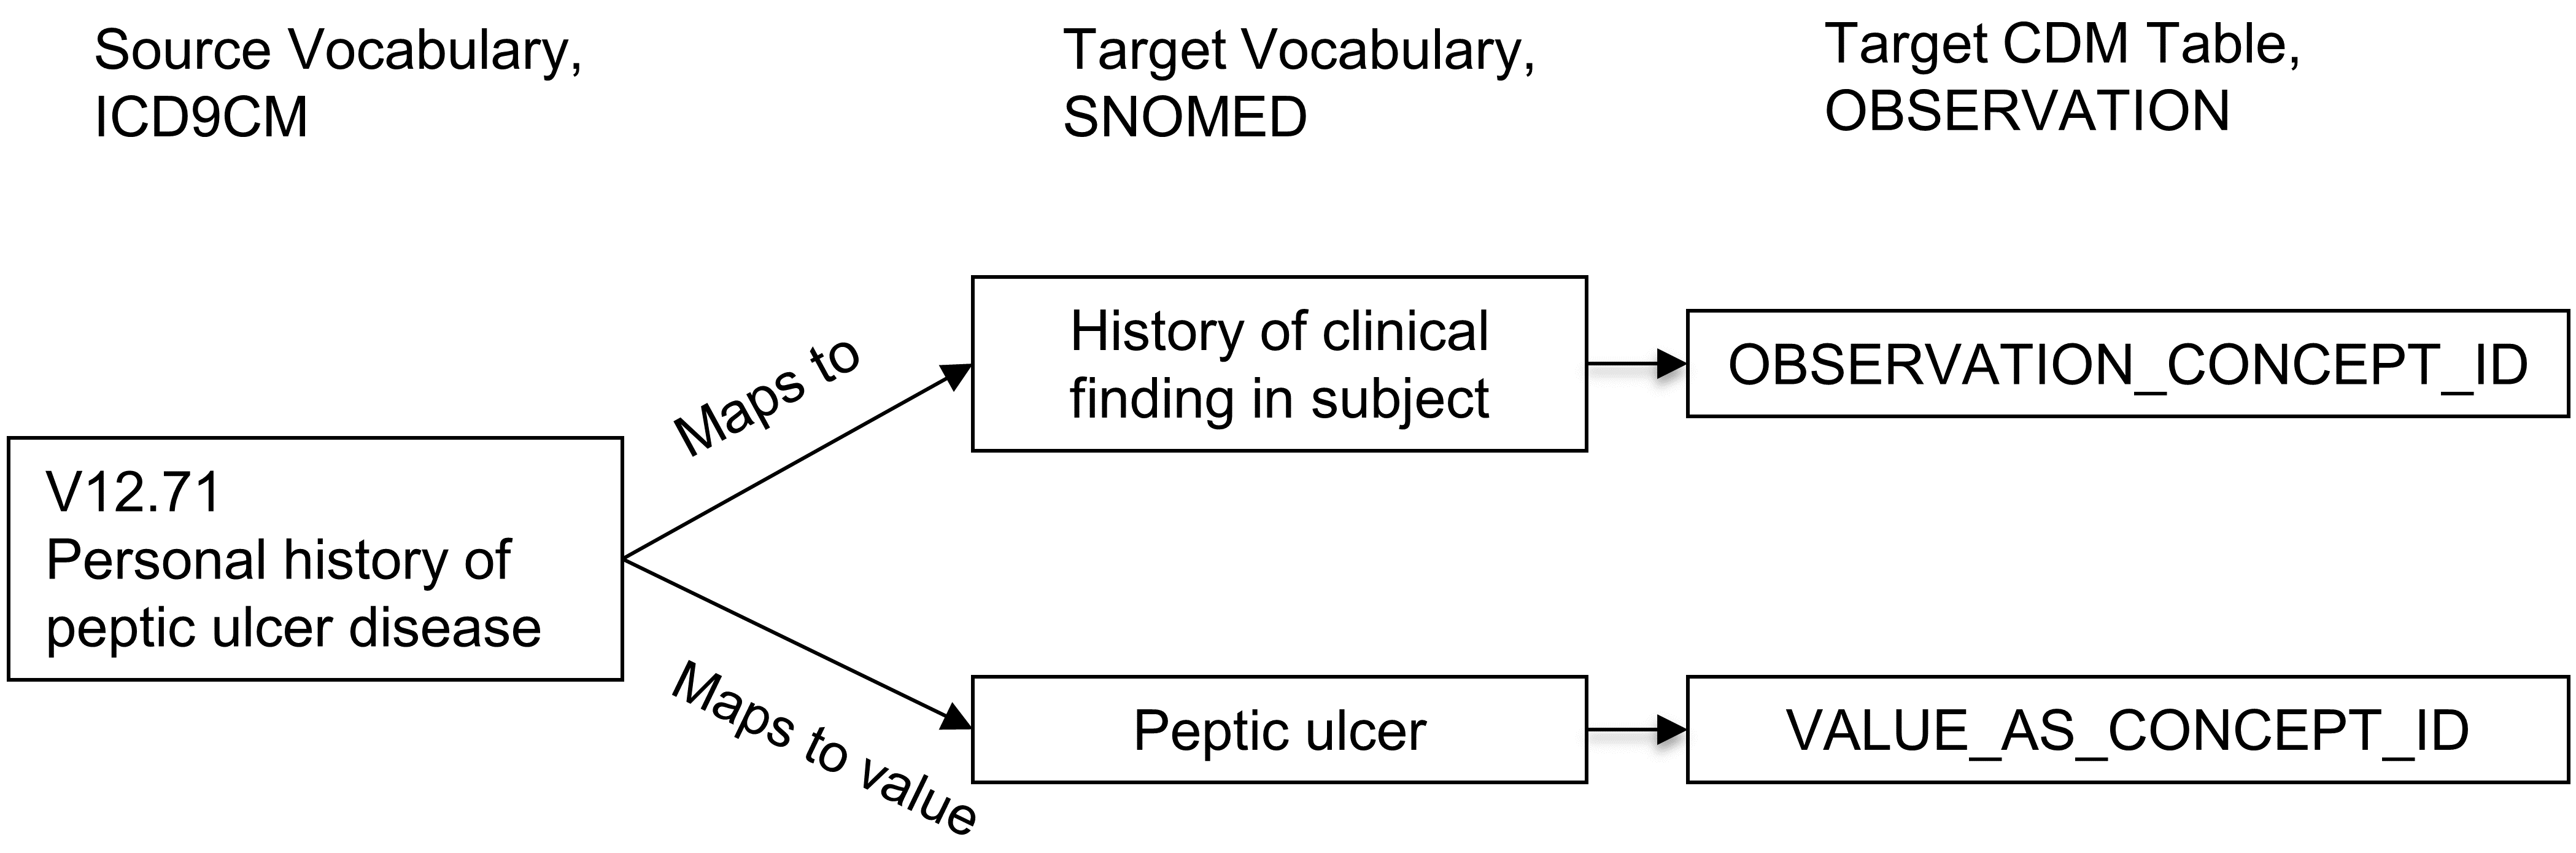 Source Vocabulary,
ICD9CM
Target Vocabulary,
SNOMED
Target CDM Table,
OBSERVATION
V12.71
Personal history of
peptic ulcer disease
Maps to
History of clinical
finding in subject
OBSERVATION_CONCEPT_ID
Maps to value
Peptic ulcer
VALUE_AS_CONCEPT_ID